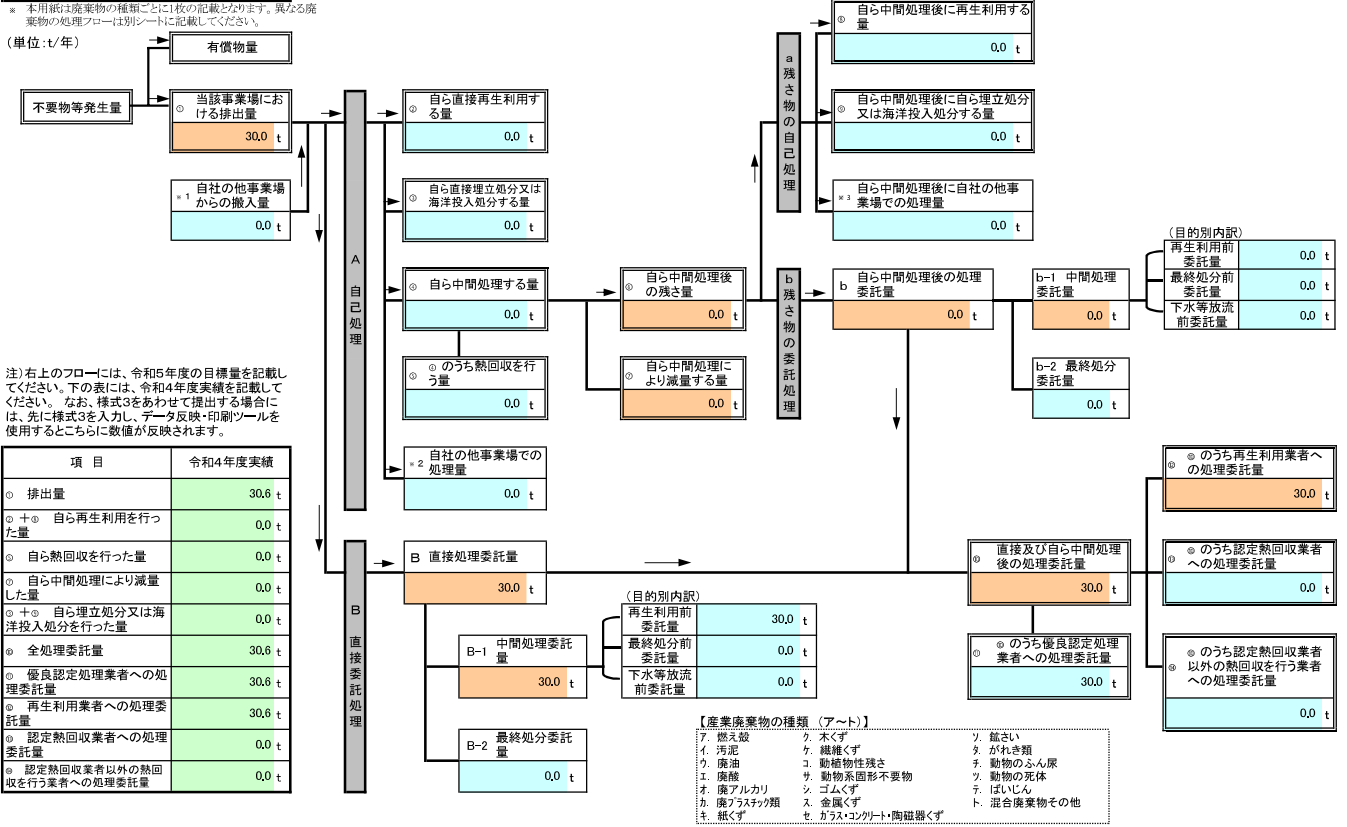 ※ 本用紙は廃棄物の種類ごとに1枚の記載となります。異なる廃
棄物の処理フローは別シートに記載してください。
(単位:t/年)
有償物量
不要物等発生量
① 当該事業場にお
ける排出量
30.0 t
※1 自社の他事業場
からの搬入量
0.0 t
A 自己処理
② 自ら直接再生利用す
る量
0.0 t
③ 自ら直接埋立処分又は
海洋投入処分する量
0.0 t
④ 自ら中間処理する量
0.0 t
⑤ ④のうち熱回収を行
う量
0.0 t
※2 自社の他事業場での
処理量
0.0 t
⑥ 自ら中間処理後
の残さ量
0.0 t
⑦ 自ら中間処理に
より減量する量
0.0 t
a 残さ物の自己処理
⑧ 自ら中間処理後に再生利用する
量
0.0 t
⑨ 自ら中間処理後に自ら埋立処分
又は海洋投入処分する量
0.0 t
※3 自ら中間処理後に自社の他事
業場での処理量
0.0 t
b 残さ物の委託処理
b 自ら中間処理後の処理
委託量
0.0 t
b-1 中間処理
委託量
0.0 t
b-2 最終処分
委託量
0.0 t
(目的別内訳)
再生利用前
委託量
0.0 t
最終処分前
委託量
0.0 t
下水等放流
前委託量
0.0 t
注)右上のフローには、令和5年度の目標量を記載し
てください。下の表には、令和4年度実績を記載して
ください。 なお、様式3をあわせて提出する場合に
は、先に様式3を入力し、データ反映・印刷ツールを
使用するとこちらに数値が反映されます。
項 目 令和4年度実績
① 排出量 30.6 t
②+⑧ 自ら再生利用を行っ
た量 0.0 t
⑤ 自ら熱回収を行った量 0.0 t
⑦ 自ら中間処理により減量
した量 0.0 t
③+⑨ 自ら埋立処分又は海
洋投入処分を行った量 0.0 t
⑩ 全処理委託量 30.6 t
⑪ 優良認定処理業者への処
理委託量 30.6 t
⑫ 再生利用業者への処理委
託量 30.6 t
⑬ 認定熱回収業者への処理
委託量 0.0 t
⑭ 認定熱回収業者以外の熱回
収を行う業者への処理委託量 0.0 t
B 直接委託処理
B 直接処理委託量
30.0 t
B-1 中間処理委託
量
30.0 t
B-2 最終処分委託
量
0.0 t
(目的別内訳)
再生利用前
委託量
30.0 t
最終処分前
委託量
0.0 t
下水等放流
前委託量
0.0 t
⑩ 直接及び自ら中間処理
後の処理委託量
30.0 t
⑪ ⑩のうち優良認定処理
業者への処理委託量
30.0 t
⑫ ⑩のうち再生利用業者へ
の処理委託量
30.0 t
⑬ ⑩のうち認定熱回収業者
への処理委託量
0.0 t
⑭ ⑩のうち認定熱回収業者
以外の熱回収を行う業者
への処理委託量
0.0 t
【産業廃棄物の種類 (ア~ト)】
ア. 燃え殻
イ. 汚泥
ウ. 廃油
エ. 廃酸
オ. 廃アルカリ
カ. 廃プラスチック類
キ. 紙くず
ク. 木くず
ケ. 繊維くず
コ. 動植物性残さ
サ. 動物系固形不要物
シ. ゴムくず
ス. 金属くず
セ. ガラス・コンクリート・陶磁器くず
ソ. 鉱さい
タ. がれき類
チ. 動物のふん尿
ツ. 動物の死体
テ. ばいじん
ト. 混合廃棄物その他